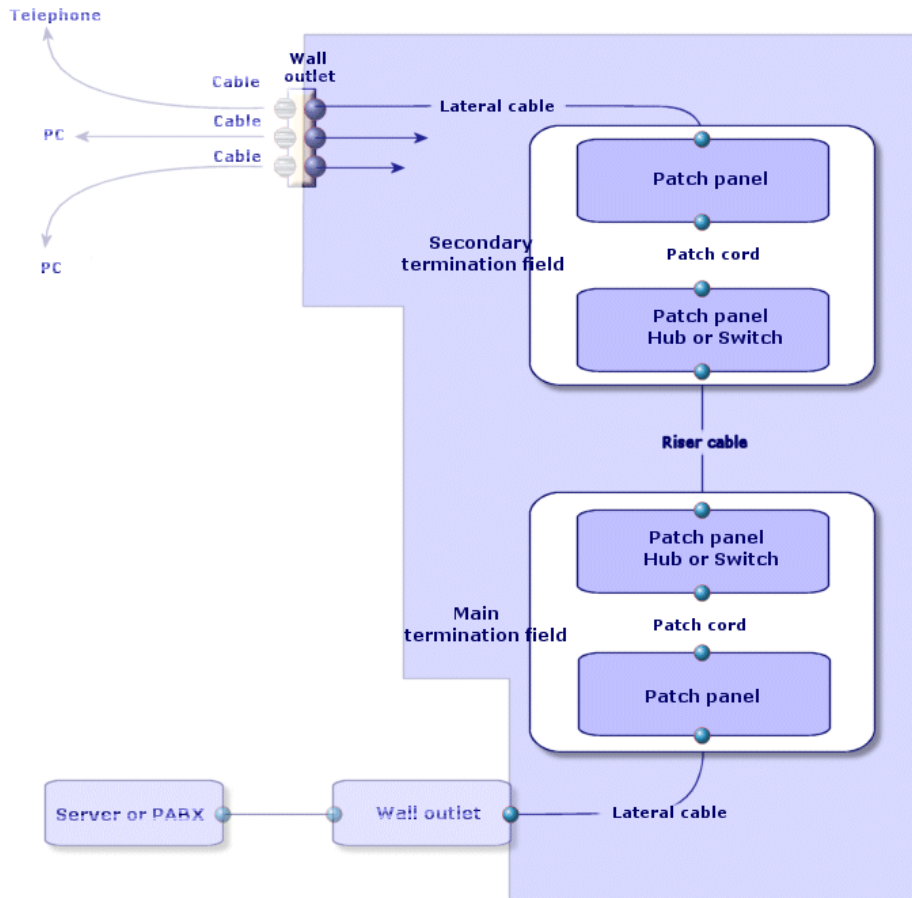 Telephone
Wall
outlet
Cable
Lateral cable
Cable
PC
Cable
Patch panel
Secondary
termination field
Patch cord
PC
Patch panel
Hub or Switch
Riser cable
Patch panel
Hub or Switch
Main
termination field
Patch cord
Patch panel
Server or PABX
Wall outlet
Lateral cable